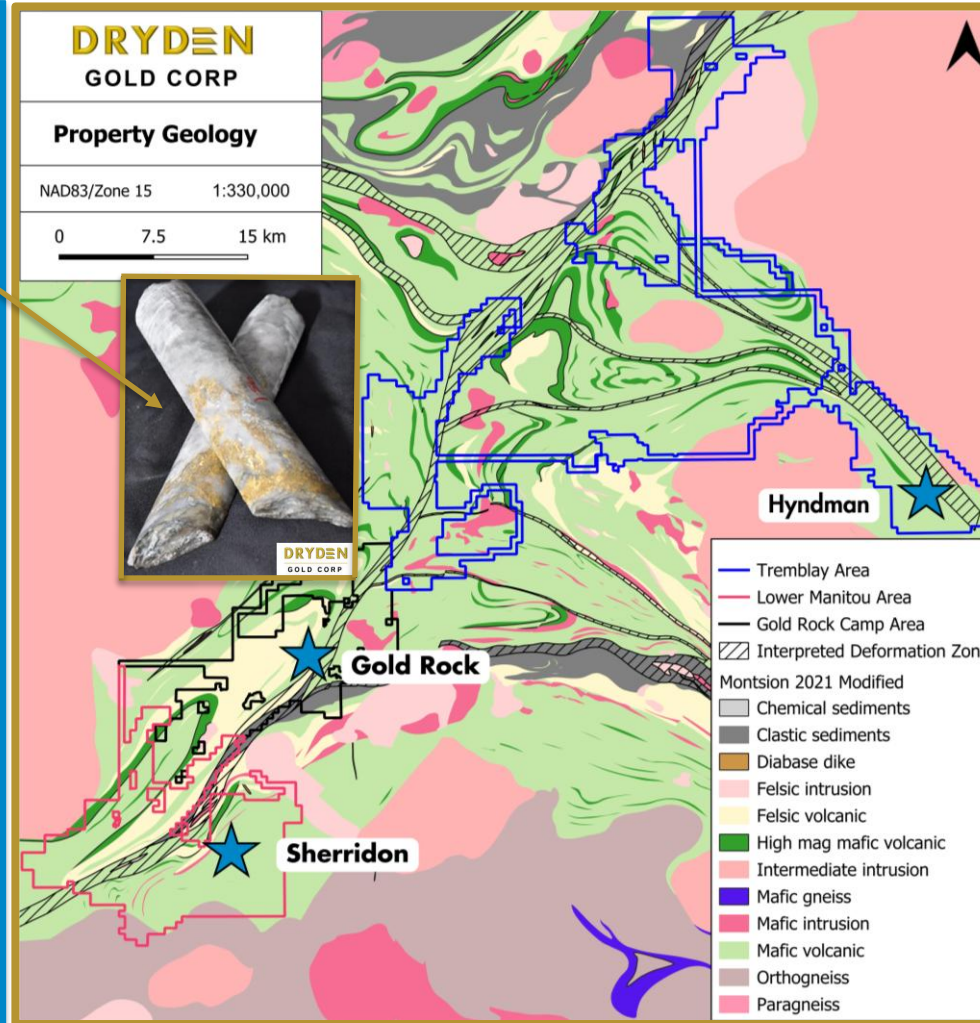 DRYDEN
GOLD CORP
Property Geology
NAD83/Zone 15 1:330,000
0 7.5 15 km
DRYDEN
GOLD CORP
Hyndman
Gold Rock
Sherridon
Tremblay Area
Lower Manitou Area
Gold Rock Camp Area
Interpreted Deformation Zon
Montsion 2021 Modified
Chemical sediments
Clastic sediments
Diabase dike
Felsic intrusion
Felsic volcanic
High mag mafic volcanic
Intermediate intrusion
Mafic gneiss
Mafic intrusion
Mafic volcanic
Orthogneiss
Paragneiss